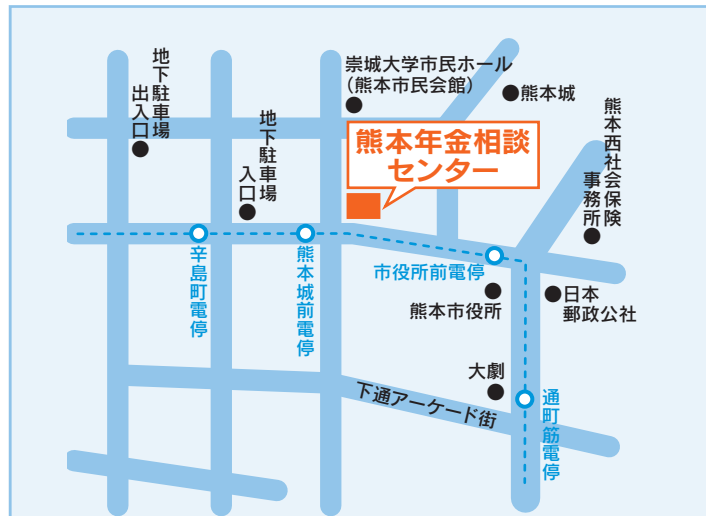 地下駐車場
出入口
地下駐車場
入口
崇城大学市民ホール
（熊本市民会館）
熊本城
熊本西社会保険
事務所
熊本年金相談
センター
辛島町電停
熊本城前電停
市役所前電停
熊本市役所
日本
郵政公社
大劇
下通アーケード街
通町筋電停